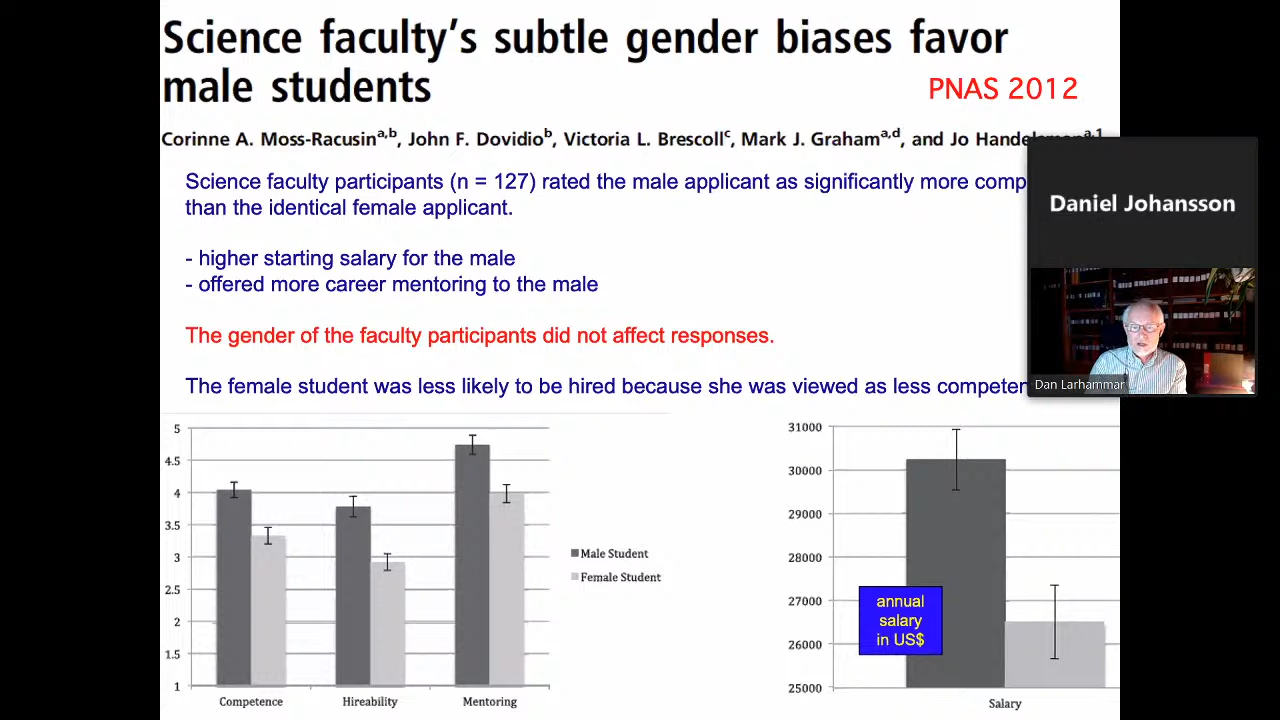 Science faculty's subtle gender biases favor
male students
PNAS 2012
Corinne A. Moss-Racusin^a,b, John F. Dovidio^b, Victoria L. Brescoll^c, Mark J. Graham^a,d, and Jo Handelsman^a,1
Science faculty participants (n = 127) rated the male applicant as significantly more
than the identical female applicant.
- higher starting salary for the male
- offered more career mentoring to the male
The gender of the faculty participants did not affect responses.
The female student was less likely to be hired because she was viewed as less
Daniel Johansson
Dan Larhammar
5
4.5
4
3.5
3
2.5
2
1.5
1
Competence Hireability Mentoring
Male Student
Female Student
31000
30000
29000
28000
27000
26000
25000
annual
salary
in US$
Salary